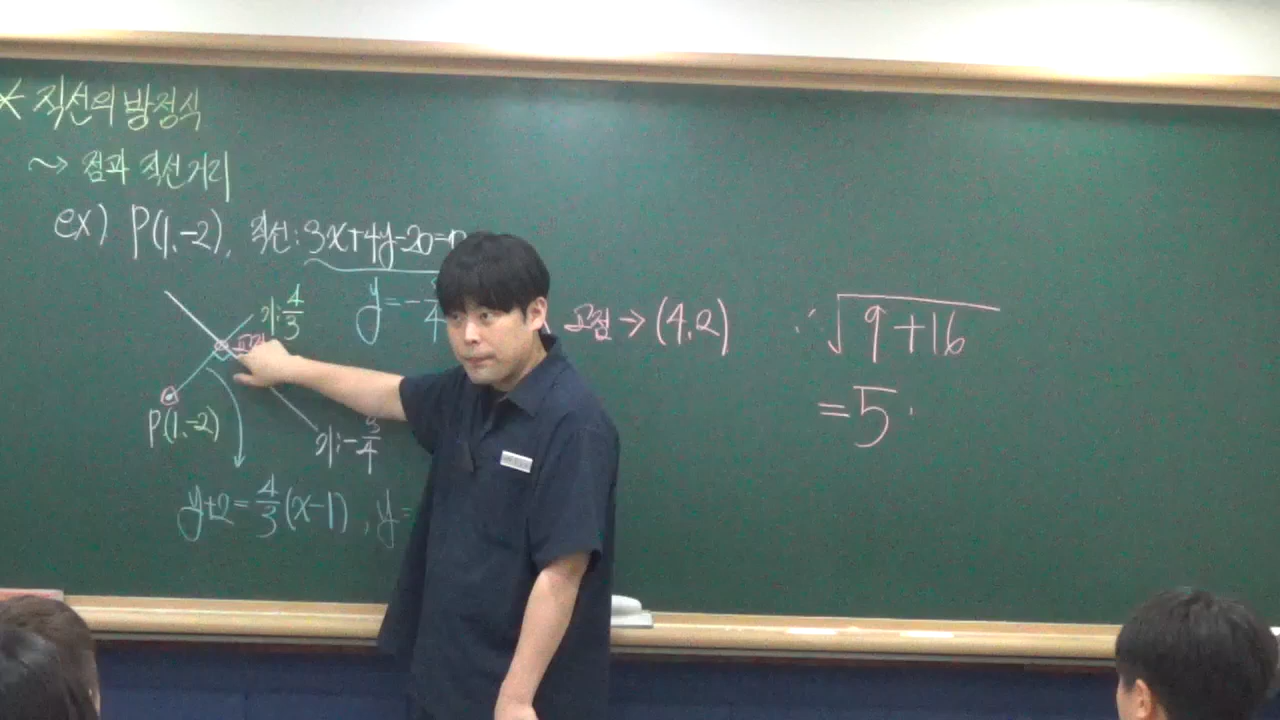 * 직선의 방정식
~> 점과 직선거리
ex) P(1,-2), 직선: 3x+4y-20=0
기:4/3
y=-
교점→(4,2)
∴√9+16
=5.
P(1,-2)
기:-3/4
y+2=4/3(x-1), y=